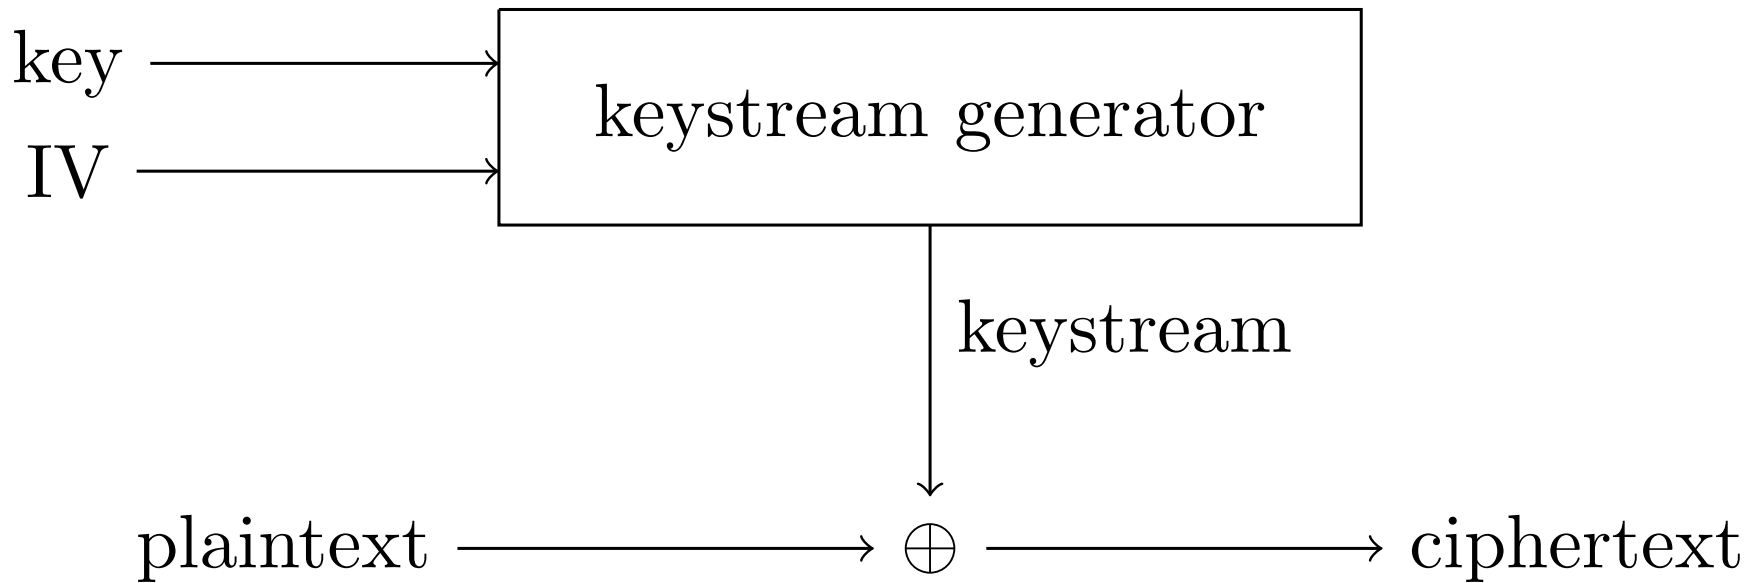 key
keystream generator
IV
keystream
plaintext ⊕ ciphertext